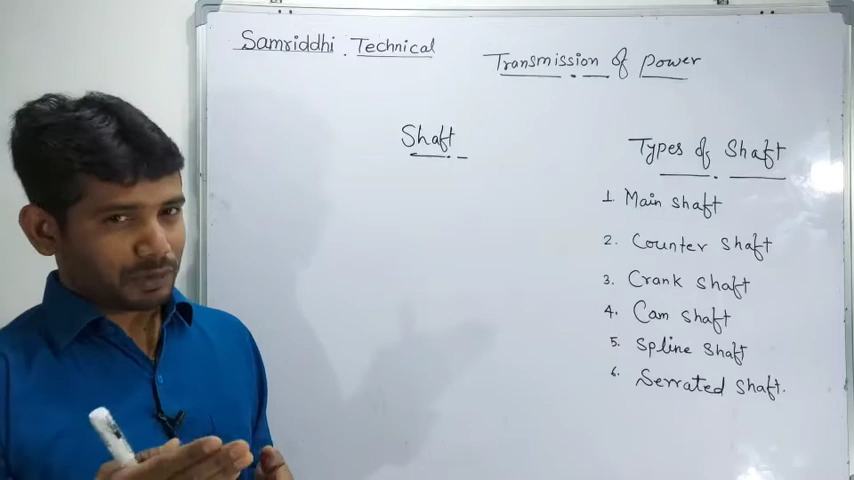 Samriddhi . Technical
Transmission of power
Shaft
Types of Shaft
1. Main shaft
2. Counter shaft
3. Crank shaft
4. Cam shaft
5. Spline shaft
6. Serrated shaft.